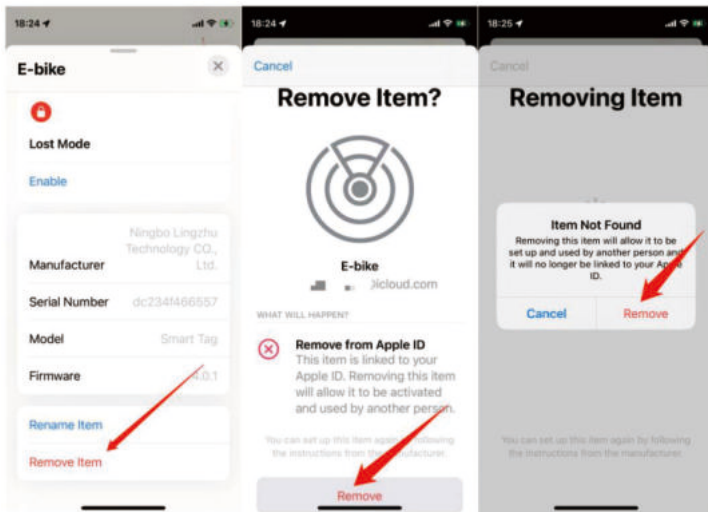 18:24
E-bike
Lost Mode
Enable
Manufacturer
Ningbo Lingzhu
Technology CO.,
Ltd.
Serial Number dc234f466557
Model Smart Tag
Firmware 4.0.1
Rename Item
Remove Item
18:24
Cancel
Remove Item?
E-bike
icloud.com
WHAT WILL HAPPEN?
Remove from Apple ID
This item is linked to your
Apple ID. Removing this item
will allow it to be activated
and used by another person.
You can set up this item again by following
the instructions from the manufacturer.
Remove
18:25
Cancel
Removing Item
Item Not Found
Removing this item will allow it to be
set up and used by another person and
it will no longer be linked to your Apple
ID.
Cancel Remove
You can set up this item again by following
the instructions from the manufacturer.